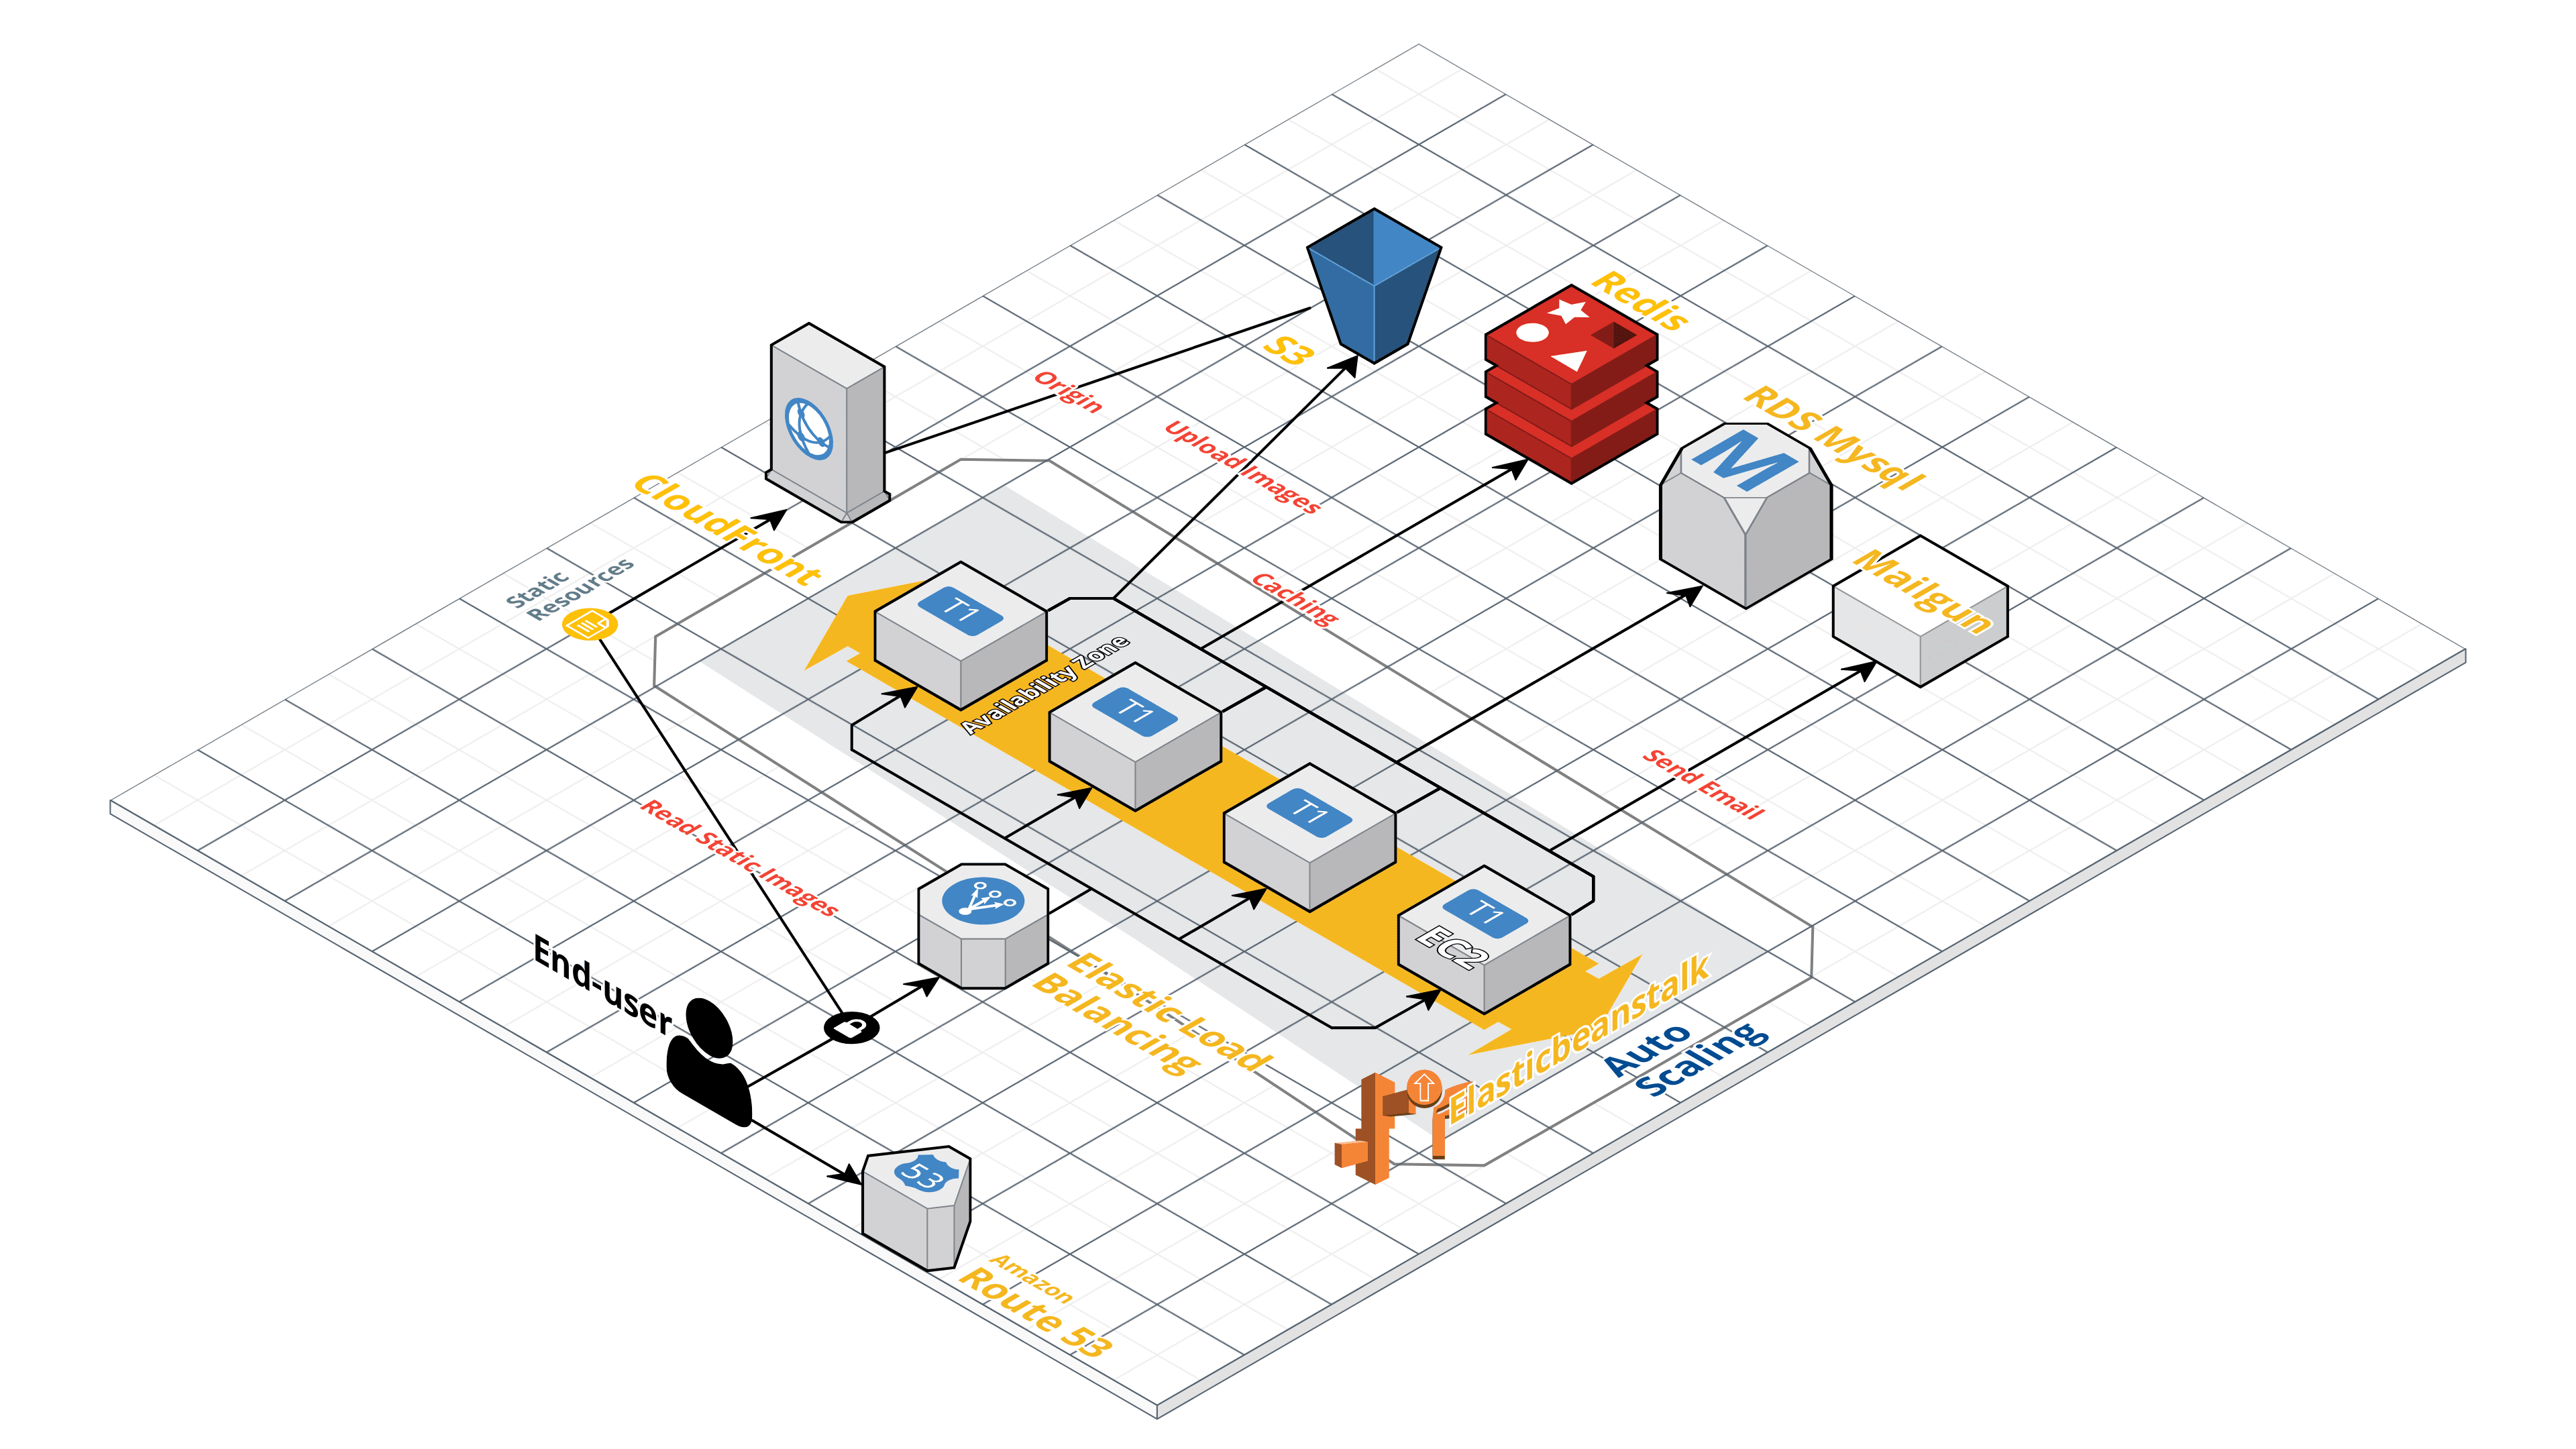 Redis
S3
RDS Mysql
Origin
Upload Images
CloudFront
Mailgun
Static
Resources
Caching
T1
Availability Zone
T1
T1
Send Email
Read Static Images
T1
EC2
End-user
Elastic Load
Balancing
Elasticbeanstalk
Auto
Scaling
53
Amazon
Route 53
M